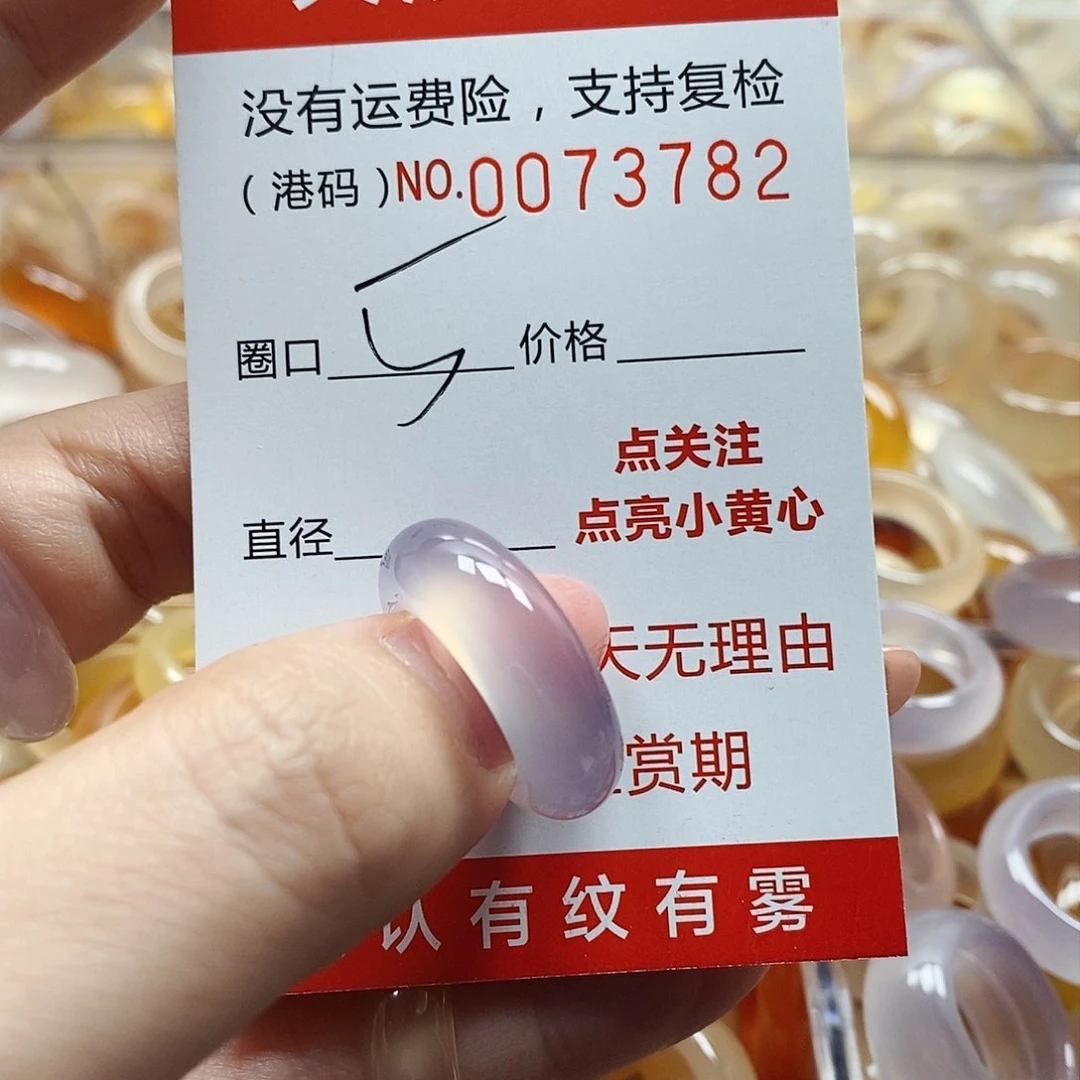 没有运费险，支持复检
(港码)NO.0073782
圈口 价格
点关注
点亮小黄心
直径
天无理由
赏期
认有纹有雾